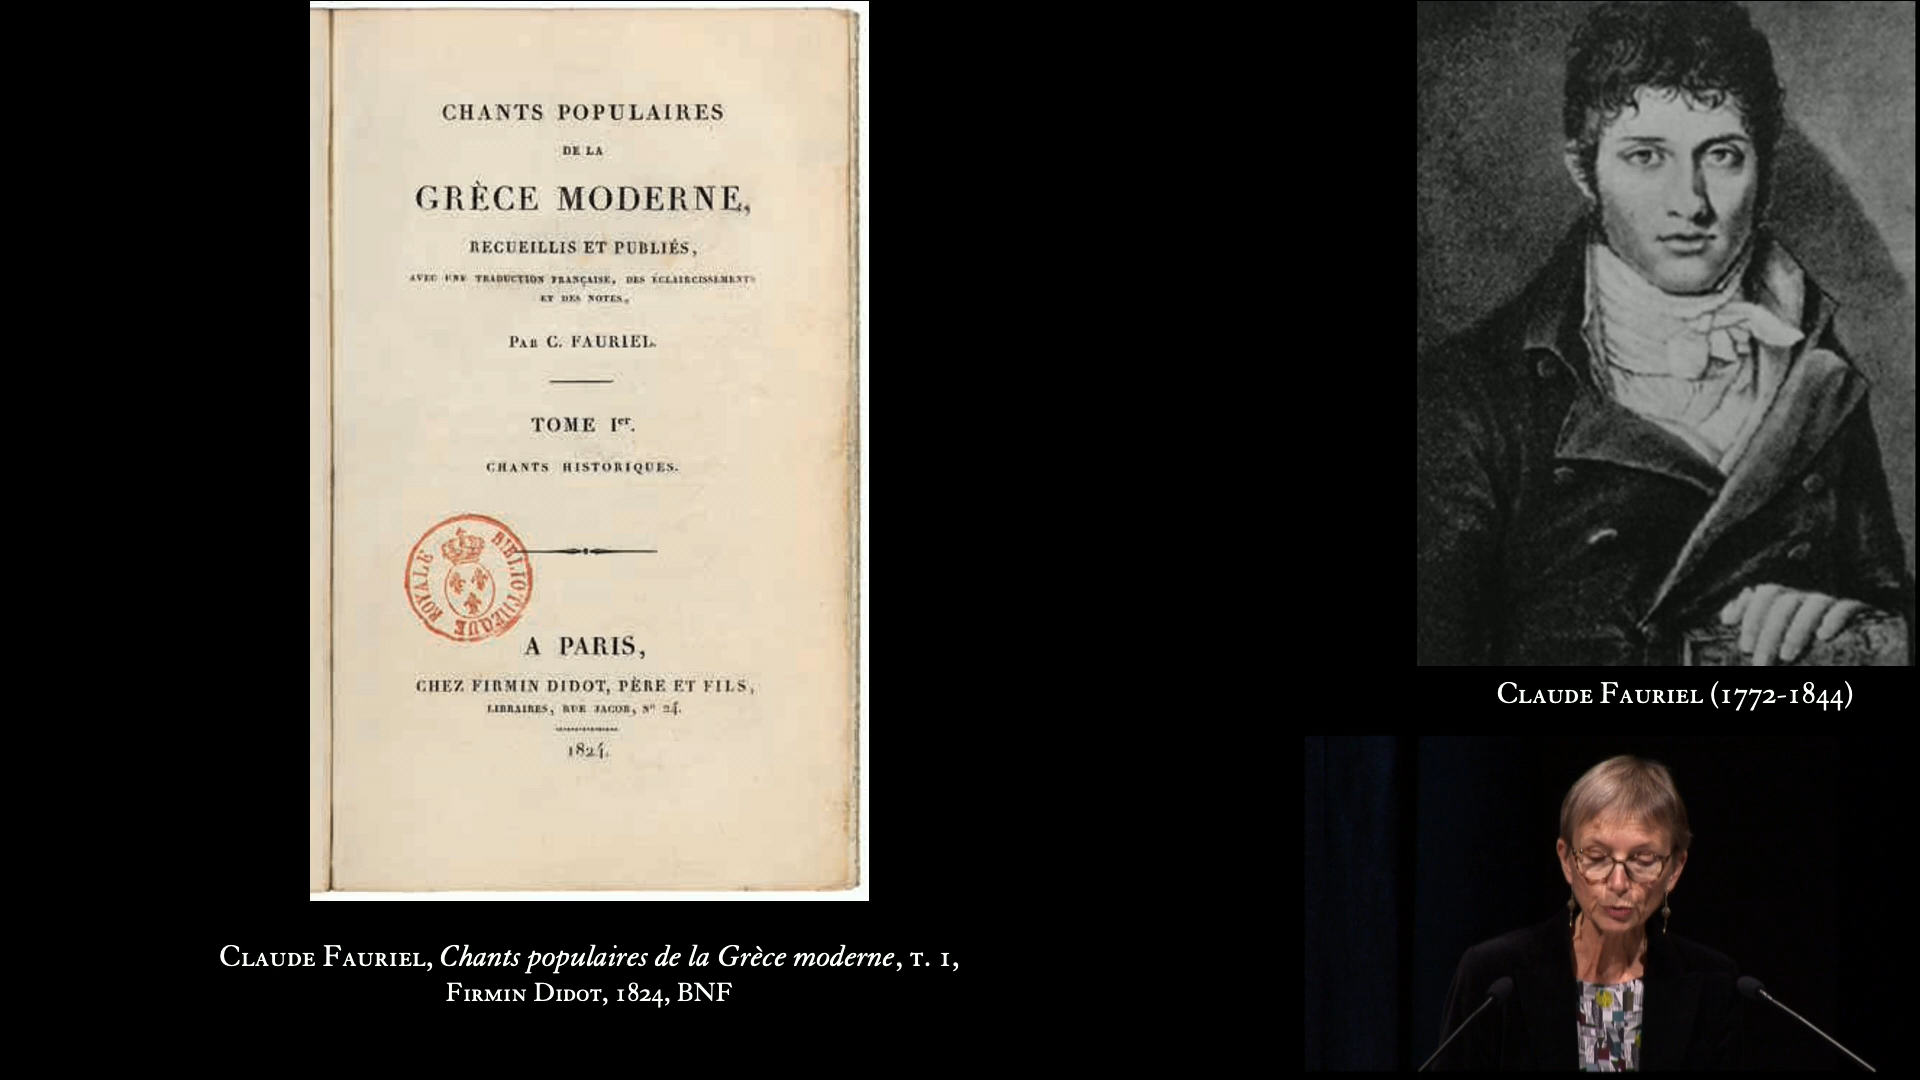 CHANTS POPULAIRES
DE LA
GRÈCE MODERNE,
RECUEILLIS ET PUBLIÉS,
AVEC UNE TRADUCTION FRANÇAISE, DES ÉCLAIRCISSEMENTS
ET DES NOTES,
PAR C. FAURIEL.
TOME Ier.
CHANTS HISTORIQUES.
BIBLIOTHEQUE ROYALE
A PARIS,
CHEZ FIRMIN DIDOT, PÈRE ET FILS,
LIBRAIRES, RUE JACOB, No 24.
1824.
CLAUDE FAURIEL, Chants populaires de la Grèce moderne, T. 1,
FIRMIN DIDOT, 1824, BNF
CLAUDE FAURIEL (1772-1844)